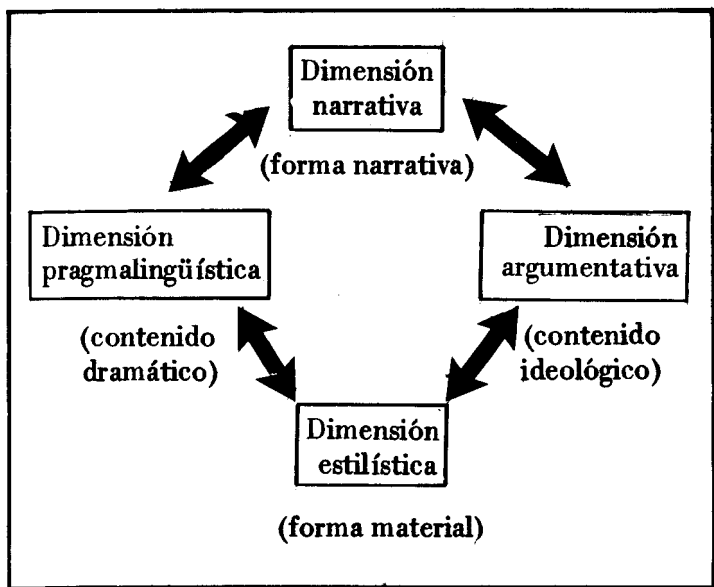 Dimensión
narrativa
(forma narrativa)
Dimensión
pragmalingüística
(contenido
dramático)
Dimensión
argumentativa
(contenido
ideológico)
Dimensión
estilística
(forma material)